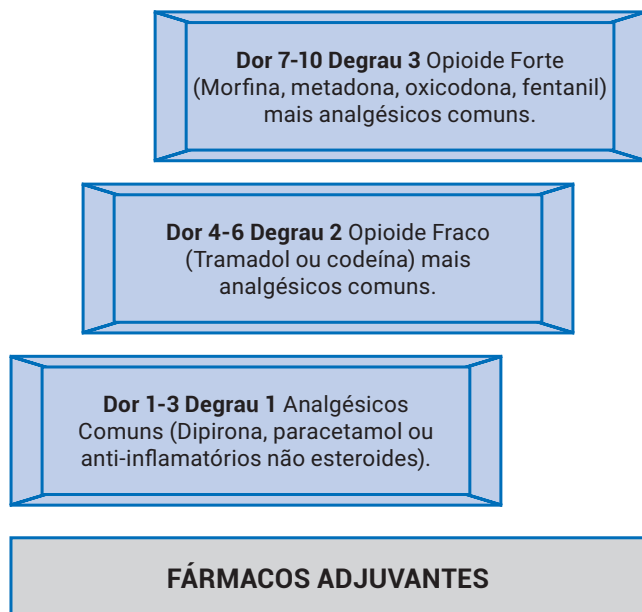 Dor 7-10 Degrau 3 Opioide Forte
(Morfina, metadona, oxicodona, fentanil)
mais analgésicos comuns.
Dor 4-6 Degrau 2 Opioide Fraco
(Tramadol ou codeína) mais
analgésicos comuns.
Dor 1-3 Degrau 1 Analgésicos
Comuns (Dipirona, paracetamol ou
anti-inflamatórios não esteroides).
FÁRMACOS ADJUVANTES